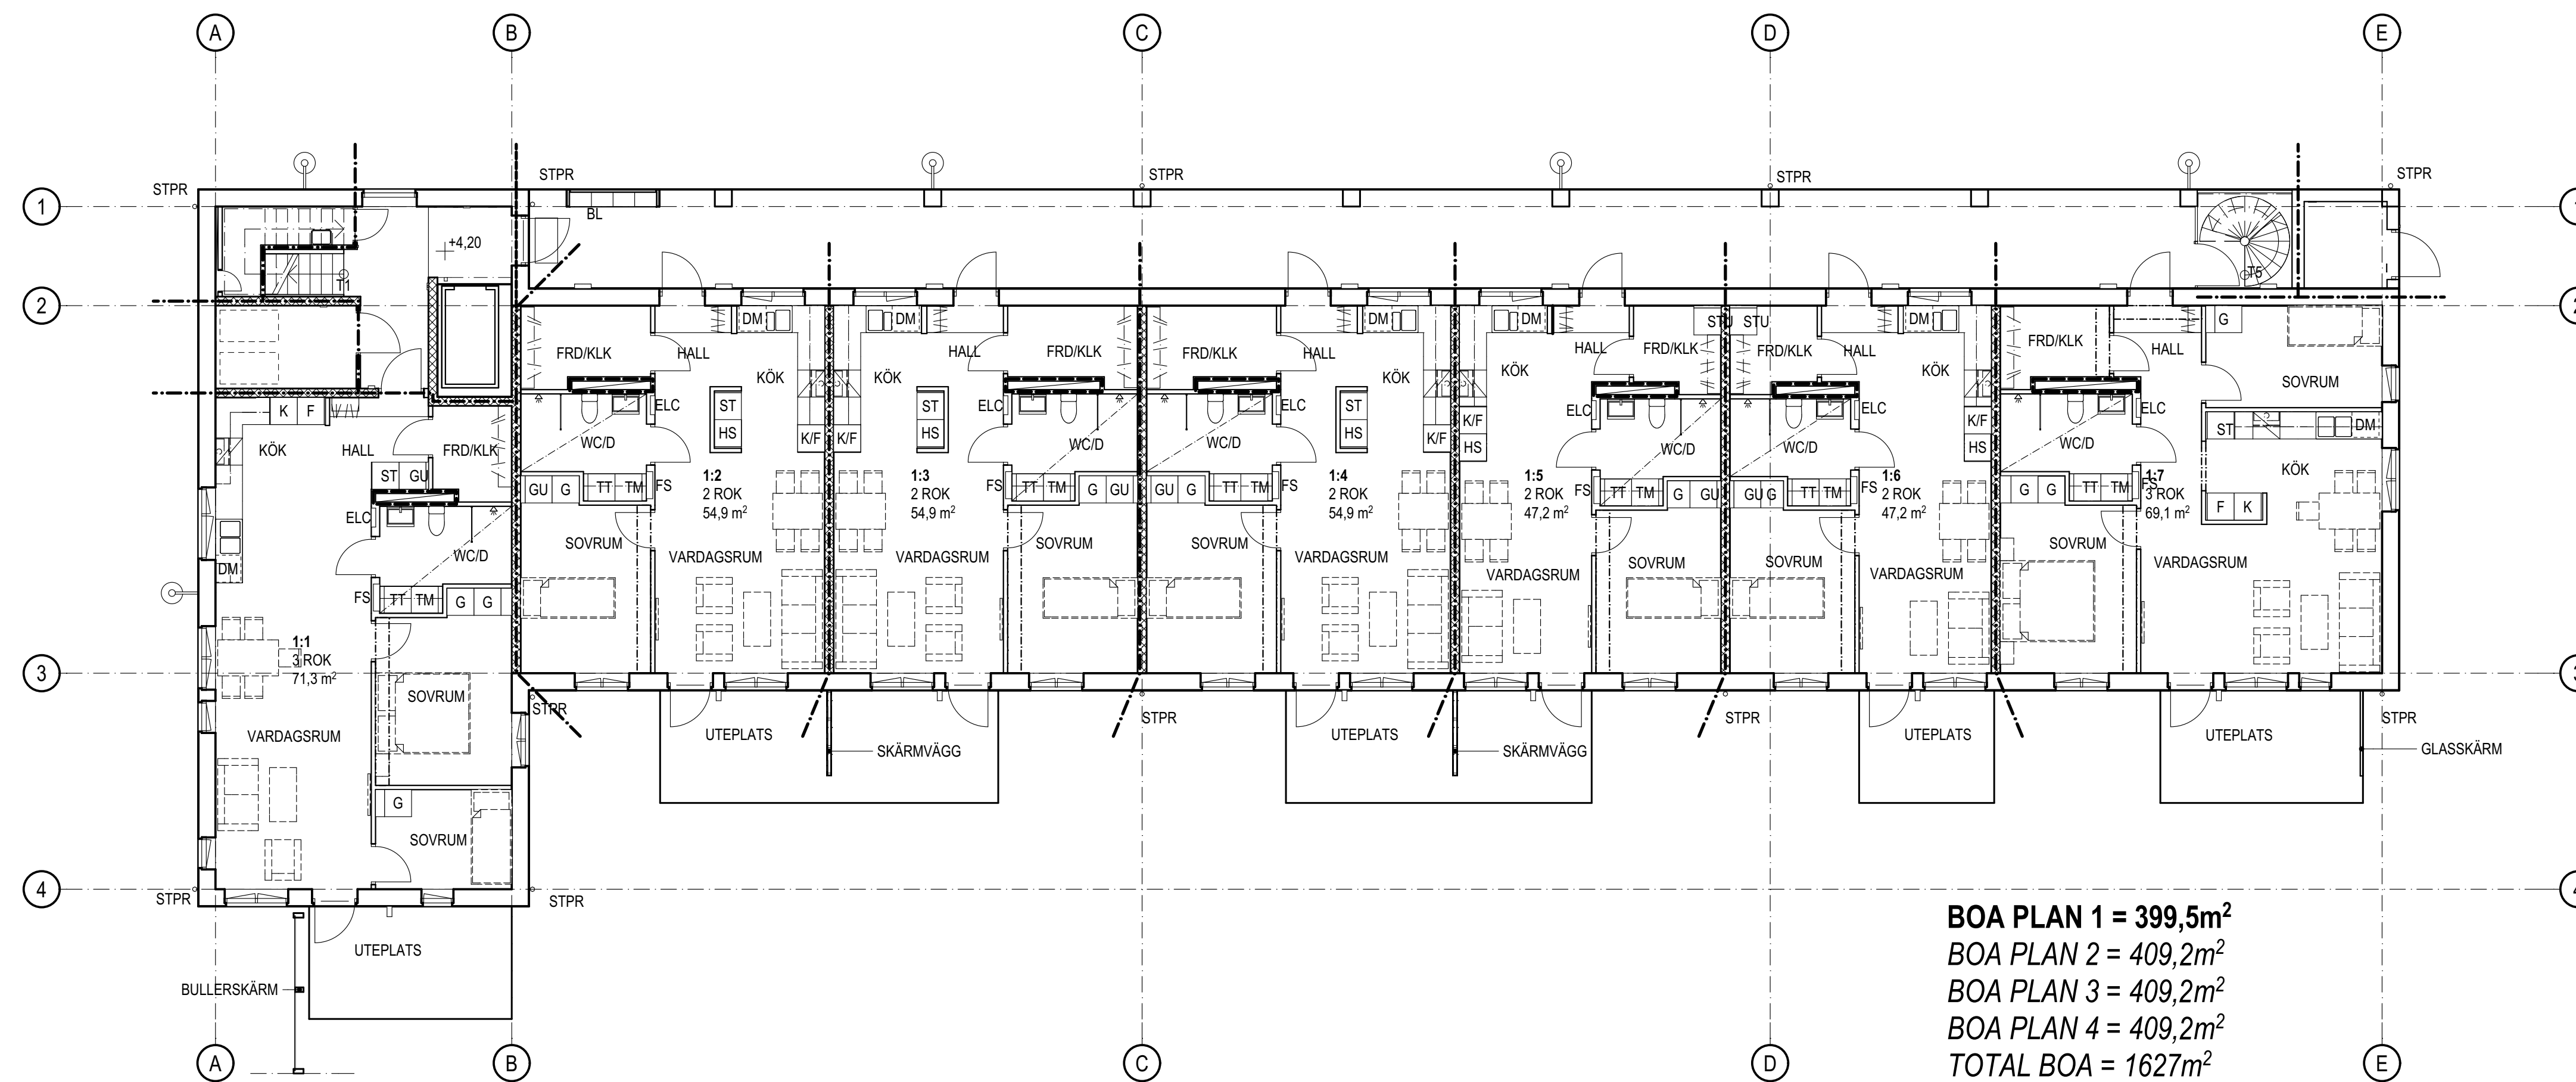 A B C D E
STPR STPR STPR STPR STPR
1 BL
+4,20
T1 T5
2
DM DM DM DM STU STU DM G
FRD/KLK HALL KÖK KÖK HALL FRD/KLK FRD/KLK HALL KÖK KÖK HALL FRD/KLK FRD/KLK HALL KÖK FRD/KLK HALL SOVRUM
K F ELC ST HS K/F K/F ST HS ELC ELC ST HS K/F K/F HS ELC ELC K/F HS ELC ST DM
KÖK HALL FRD/KLK WC/D WC/D WC/D WC/D WC/D WC/D KÖK
ST GU
GU G TT TM FS FS TT TM G GU GU G TT TM FS FS TT TM G GU GU G TT TM FS G G TT TM FS F K
1:2
2 ROK
54,9 m²
1:3
2 ROK
54,9 m²
1:4
2 ROK
54,9 m²
1:5
2 ROK
47,2 m²
1:6
2 ROK
47,2 m²
1:7
3 ROK
69,1 m²
ELC
WC/D
DM
FS TT TM G G
SOVRUM VARDAGSRUM VARDAGSRUM SOVRUM SOVRUM VARDAGSRUM VARDAGSRUM SOVRUM SOVRUM VARDAGSRUM SOVRUM VARDAGSRUM
1:1
3 ROK
71,3 m²
3
SOVRUM
STPR STPR STPR STPR
VARDAGSRUM
UTEPLATS SKÄRMVÄGG UTEPLATS SKÄRMVÄGG UTEPLATS UTEPLATS GLASSKÄRM
G
SOVRUM
4
STPR STPR
UTEPLATS
BULLERSKÄRM
BOA PLAN 1 = 399,5m²
BOA PLAN 2 = 409,2m²
BOA PLAN 3 = 409,2m²
BOA PLAN 4 = 409,2m²
TOTAL BOA = 1627m²
A B C D E